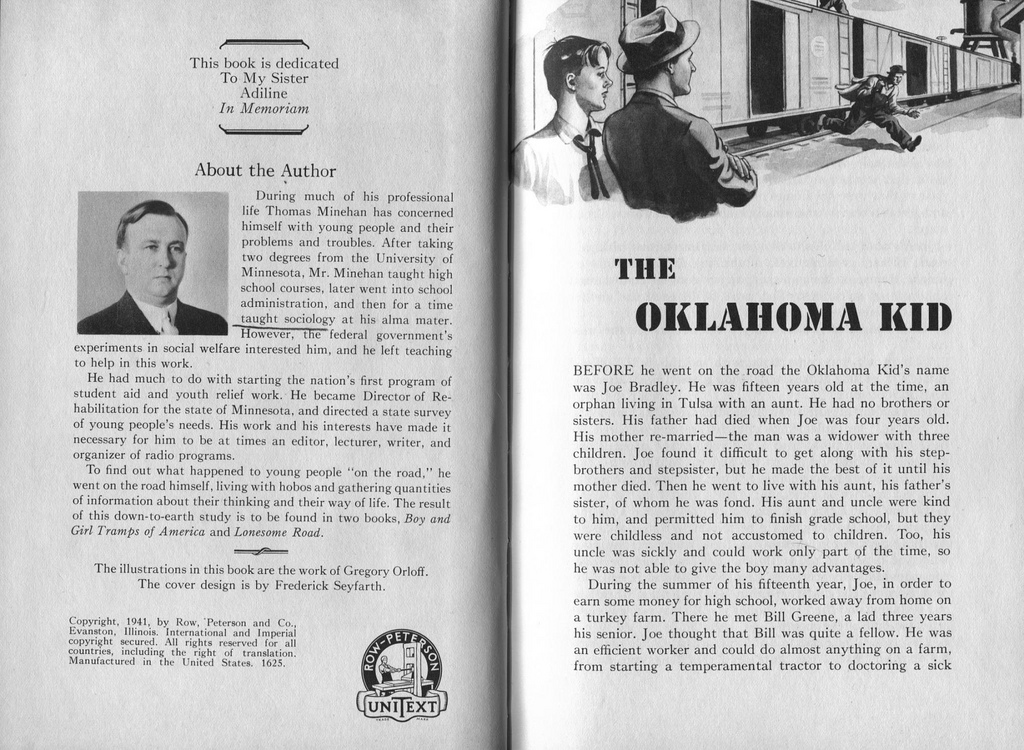 This book is dedicated
To My Sister
Adiline
In Memoriam
About the Author
During much of his professional
life Thomas Minehan has concerned
himself with young people and their
problems and troubles. After taking
two degrees from the University of
Minnesota, Mr. Minehan taught high
school courses, later went into school
administration, and then for a time
taught sociology at his alma mater.
However, the federal government's
experiments in social welfare interested him, and he left teaching
to help in this work.
He had much to do with starting the nation's first program of
student aid and youth relief work. He became Director of Re-
habilitation for the state of Minnesota, and directed a state survey
of young people's needs. His work and his interests have made it
necessary for him to be at times an editor, lecturer, writer, and
organizer of radio programs.
To find out what happened to young people "on the road," he
went on the road himself, living with hobos and gathering quantities
of information about their thinking and their way of life. The result
of this down-to-earth study is to be found in two books, Boy and
Girl Tramps of America and Lonesome Road.
The illustrations in this book are the work of Gregory Orloff.
The cover design is by Frederick Seyfarth.
Copyright, 1941, by Row, Peterson and Co.,
Evanston, Illinois. International and Imperial
copyright secured. All rights reserved for all
countries, including the right of translation.
Manufactured in the United States. 1625.
ROW-PETERSON
UNITEXT
TRADE MARK
THE
OKLAHOMA KID
BEFORE he went on the road the Oklahoma Kid's name
was Joe Bradley. He was fifteen years old at the time, an
orphan living in Tulsa with an aunt. He had no brothers or
sisters. His father had died when Joe was four years old.
His mother re-married—the man was a widower with three
children. Joe found it difficult to get along with his step-
brothers and stepsister, but he made the best of it until his
mother died. Then he went to live with his aunt, his father's
sister, of whom he was fond. His aunt and uncle were kind
to him, and permitted him to finish grade school, but they
were childless and not accustomed to children. Too, his
uncle was sickly and could work only part of the time, so
he was not able to give the boy many advantages.
During the summer of his fifteenth year, Joe, in order to
earn some money for high school, worked away from home on
a turkey farm. There he met Bill Greene, a lad three years
his senior. Joe thought that Bill was quite a fellow. He was
an efficient worker and could do almost anything on a farm,
from starting a temperamental tractor to doctoring a sick